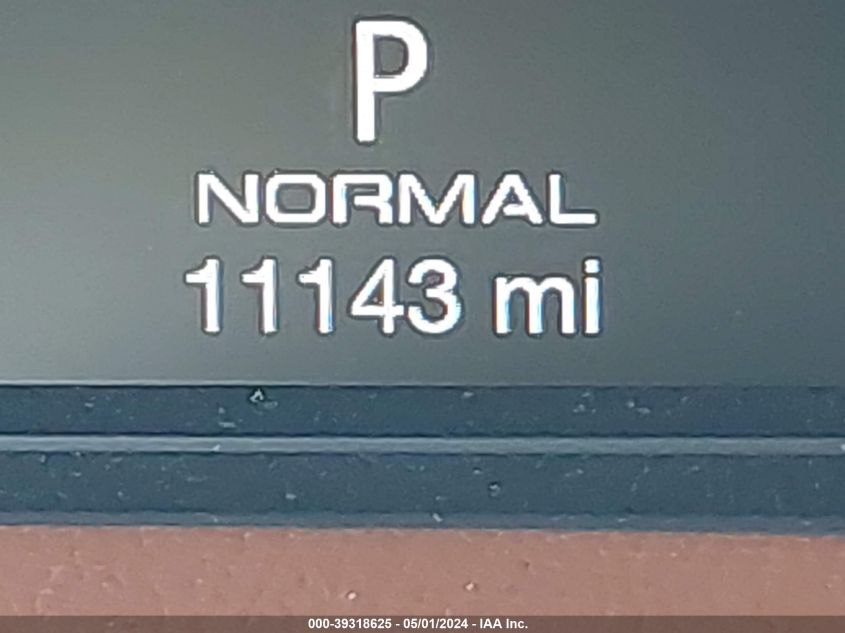 P
NORMAL
11143 mi
000-39318625 - 05/01/2024 - IAA Inc.